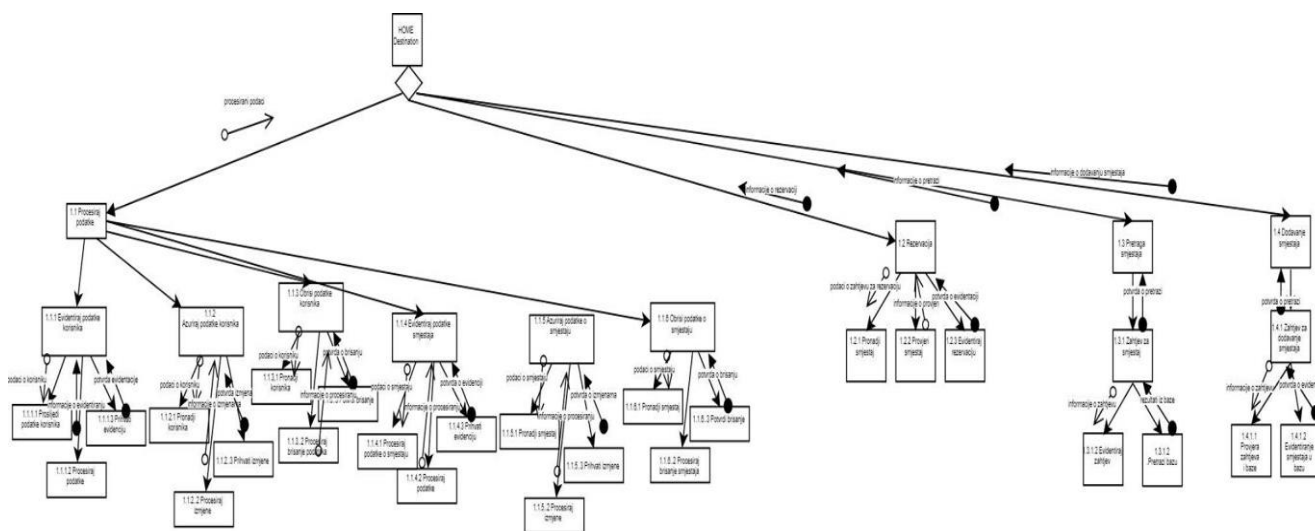 HOME
Destination
procesirani podaci
informacije o dodavanju smjestaja
informacije o pretrazi
informacije o rezervaciji
1.1 Procesiraj
podatke
1.2 Rezervacija
1.3 Pretraga
smjestaja
1.4 Dodavanje
smjestaja
podaci o zahtjevu za rezervaciju
informacije o provjeri
potvrda o evidentaciji
potvrda o pretrazi
potvrda o pretrazi
1.1.1 Evidentiraj podatke
korisnika
1.1.2
Azuriraj podatke korisnika
1.1.3 Obrisi podatke
korisnika
1.1.4 Evidentiraj podatke
smjestaja
1.1.5 Azuriraj podatke o
smjestaju
1.1.6 Obrisi podatke o
smjestaju
1.2.1 Pronadji
smjestaj
1.2.2 Provjeri
smjestaj
1.2.3 Evidentiraj
rezervaciju
1.3.1 Zahtjev za
smjestaj
1.4.1 Zahtjev za
dodavanje
smjestaja
podaci o korisniku
potvrda evidentacije
informacije o evidentiranju
podaci o korisniku
potvrda izmjena
informacije o izmjenama
podaci o korisniku
potvrda o brisanju
informacije o procesiranju
podaci o smjestaju
potvrda o evidenciji
informacije o procesiranju
podaci o smjestaju
potvrda o izmjenama
informacije o procesiranju
podaci o smjestaju
potvrda o brisanju
informacije o zahtjevu
rezultati iz baze
informacije o zahtjevu
potvrda o
1.1.1.1 Proslijedi
podatke korisnika
1.1.1.3 Prihvati
evidenciju
1.1.2.1 Pronadji
korisnika
1.1.3.1 Pronadji
korisnika
brisanje
1.1.4.1 Procesiraj
podatke o smjestaju
1.1.4.3 Prihvati
evidenciju
1.1.5.1 Pronadji smjestaj
1.1.6.1 Pronadji smjestaj
1.1.6..3 Potvrdi brisanje
1.1.1.2 Procesiraj
podatke
1.1.2..3 Prihvati izmjene
1.1.3..2 Procesiraj
brisanje podatka
1.1.4.2 Procesiraj
podatke
1.1.5..3 Prihvati izmjene
1.1.6..2 Procesiraj
brisanje smjestaja
1.1.2..2 Procesiraj
izmjene
1.1.5..2 Procesiraj
izmjene
1.3.1.2 Evidentiraj
zahtjev
1.3.1.2
Pretrazi bazu
1.4.1.1
Provjera
zahtjeva
i baze
1.4.1.2
Evidentiranje
smjestaja u
bazu